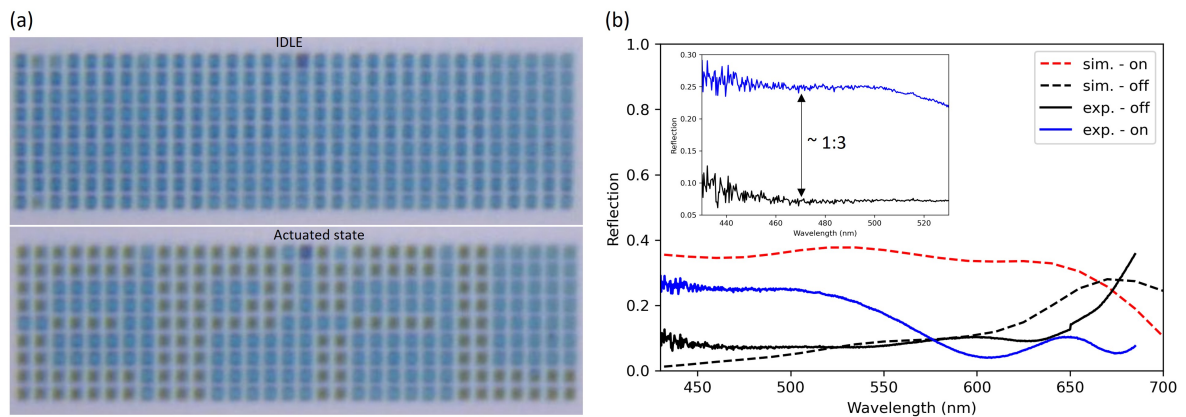 (a)
IDLE
Actuated state
EPFL
(b)
Reflection
1.0
0.8
0.6
0.4
0.2
0.0
450 500 550 600 650 700
Wavelength (nm)
sim. - on
sim. - off
exp. - off
exp. - on
Reflection
0.30
0.25
0.20
0.15
0.10
0.05
~ 1:3
440 460 480 500 520
Wavelength (nm)